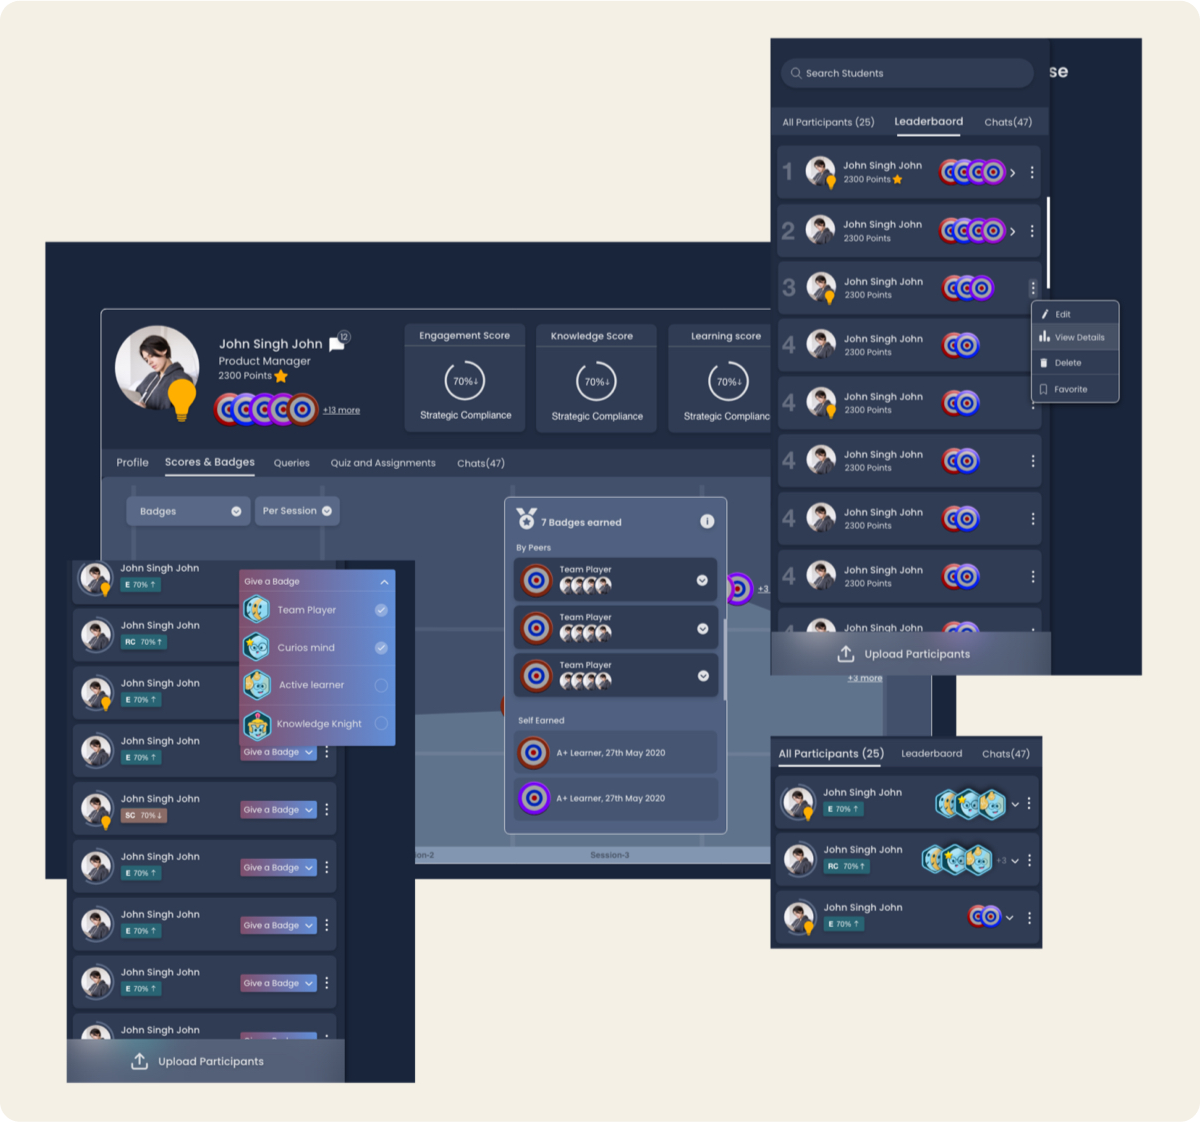 se
Search Students
All Participants (25) Leaderbaord Chats(47)
1 John Singh John
2300 Points
2 John Singh John
2300 Points
3 John Singh John
2300 Points
4 John Singh John
2300 Points
4 John Singh John
2300 Points
4 John Singh John
2300 Points
4 John Singh John
2300 Points
4 John Singh John
2300 Points
4 John Singh John
Upload Participants
Edit
View Details
Delete
Favorite
John Singh John 12
Product Manager
2300 Points
+13 more
Engagement Score
70%↓
Strategic Compliance
Knowledge Score
70%↓
Strategic Compliance
Learning score
70%↓
Strategic Complianc
Profile Scores & Badges Queries Quiz and Assignments Chats(47)
Badges Per Session
7 Badges earned
By Peers
Team Player
Team Player
Team Player
Self Earned
A+ Learner, 27th May 2020
A+ Learner, 27th May 2020
+3
+3 more
ion-2 Session-3
John Singh John
E 70% ↑
John Singh John
RC 70% ↑
John Singh John
E 70% ↑
John Singh John
E 70% ↑
Give a Badge
John Singh John
SC 70% ↓
Give a Badge
John Singh John
E 70% ↑
Give a Badge
John Singh John
E 70% ↑
Give a Badge
John Singh John
E 70% ↑
Give a Badge
John Singh John
Upload Participants
Give a Badge
Team Player
Curios mind
Active learner
Knowledge Knight
All Participants (25) Leaderbaord Chats(47)
John Singh John
E 70% ↑
John Singh John
RC 70% ↑
+3
John Singh John
E 70% ↑